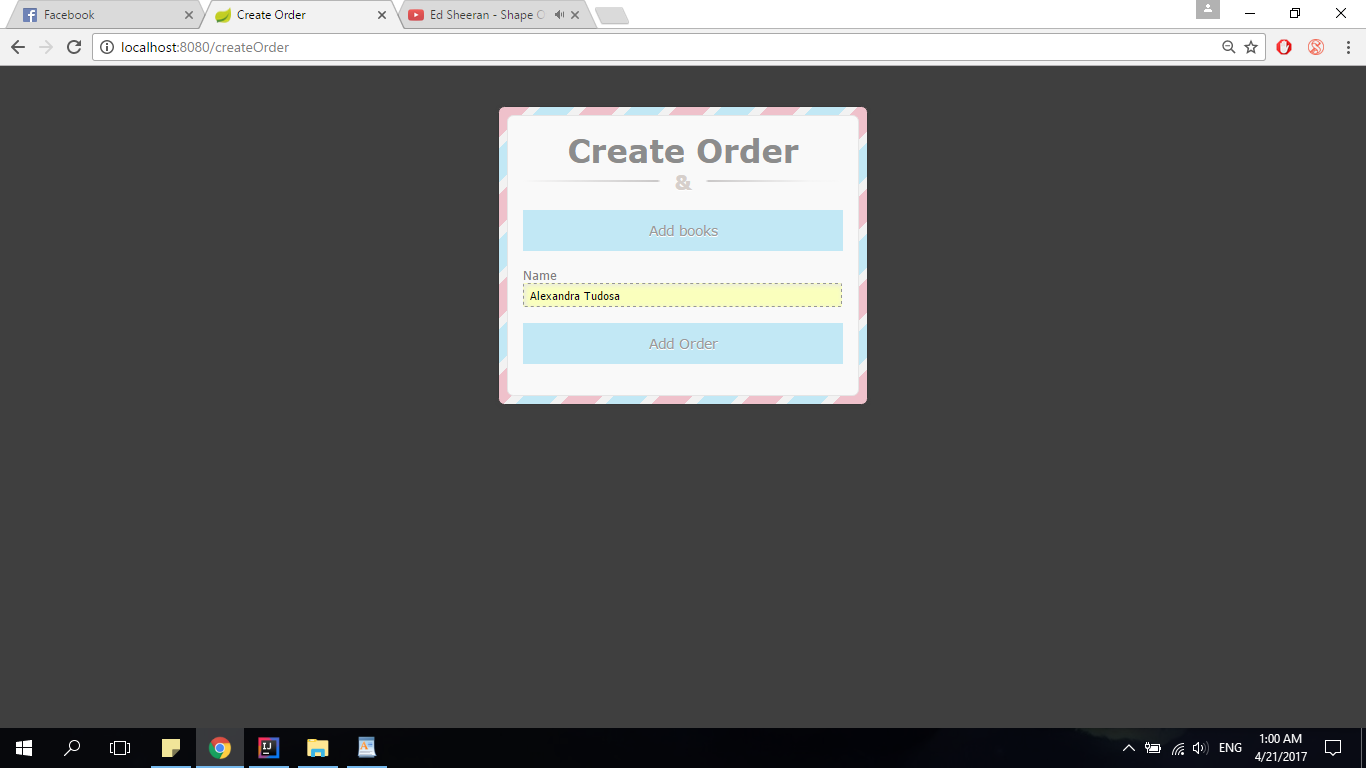 Facebook
Create Order
Ed Sheeran - Shape O
localhost:8080/createOrder
Create Order
&
Add books
Name
Alexandra Tudosa
Add Order
ENG
1:00 AM
4/21/2017